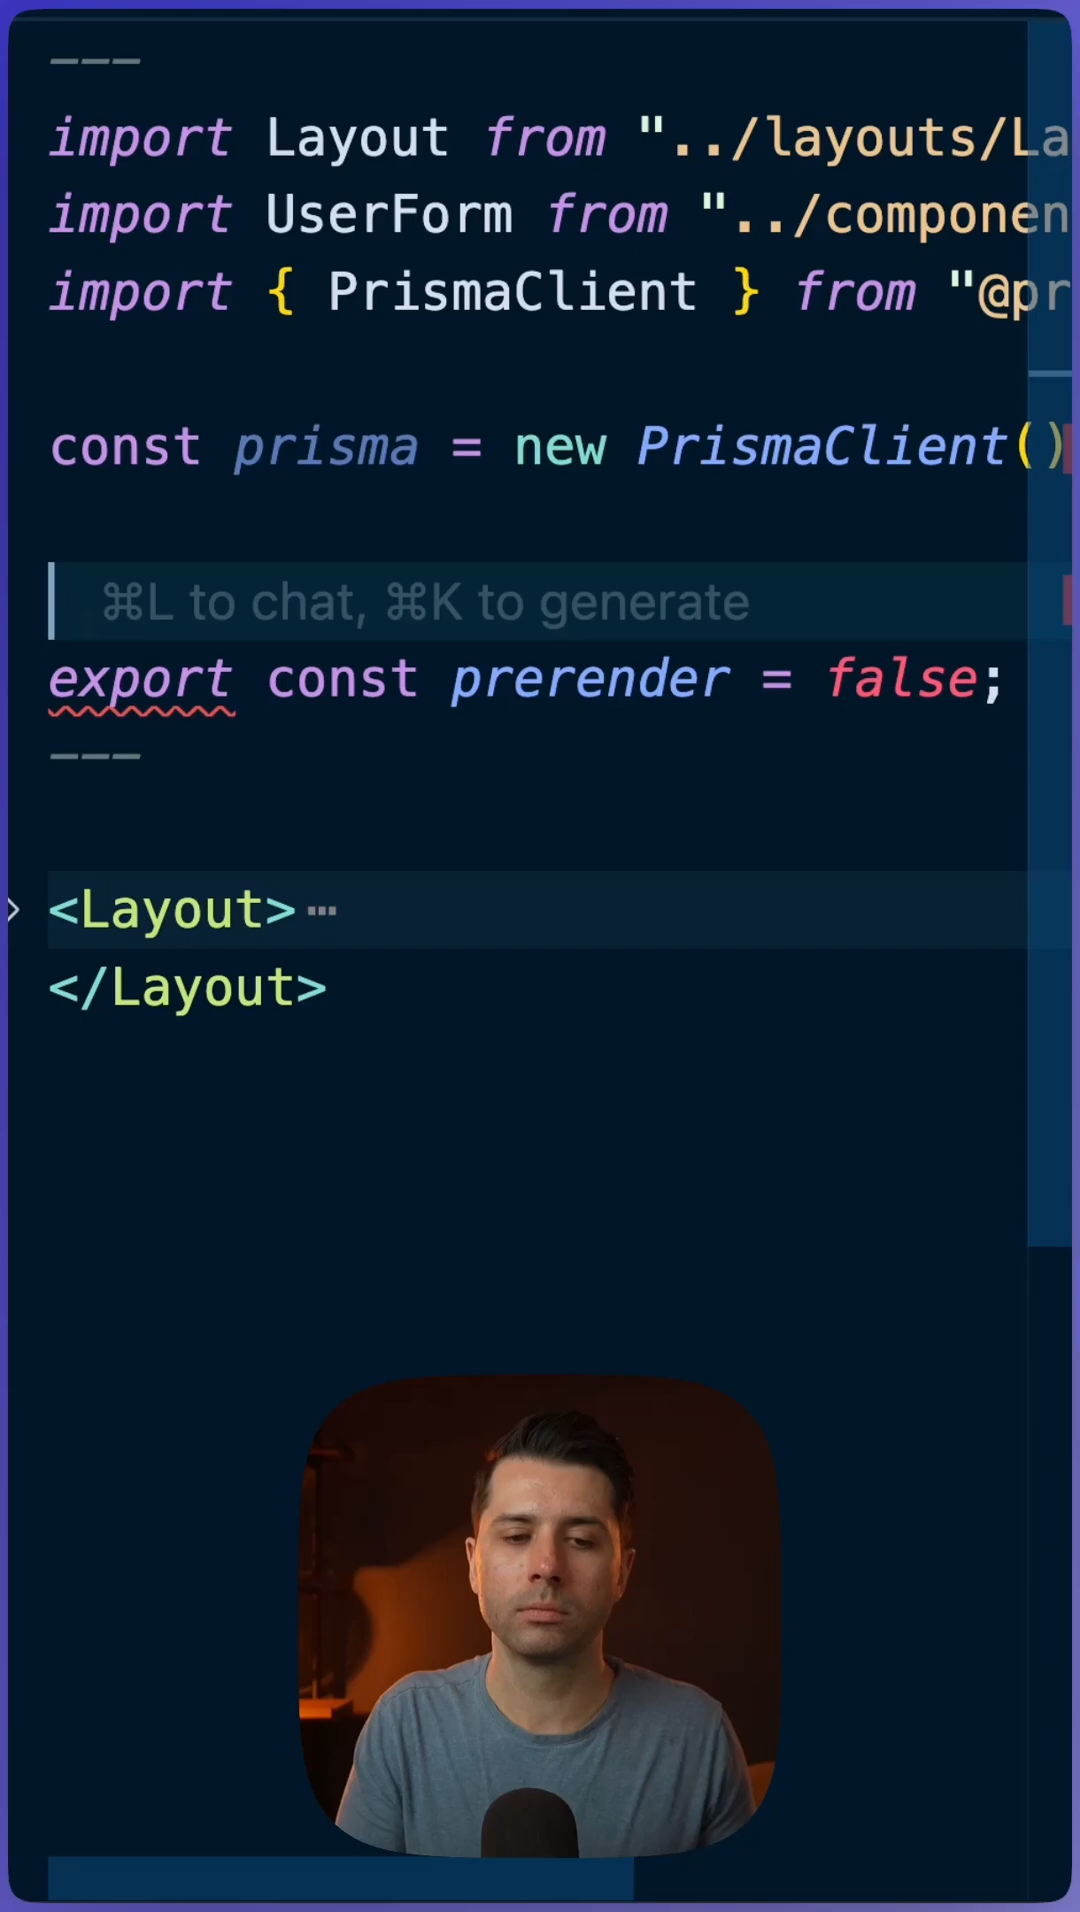 ---
import Layout from "../layouts/La
import UserForm from "../componen
import { PrismaClient } from "@pr
const prisma = new PrismaClient()
⌘L to chat, ⌘K to generate
export const prerender = false;
---
<Layout>…
</Layout>